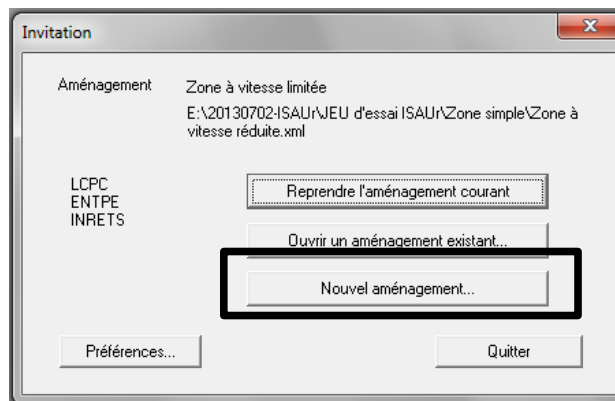 Invitation
Aménagement
Zone à vitesse limitée
E:\20130702-ISAUr\JEU d'essai ISAUr\Zone simple\Zone à
vitesse réduite.xml
LCPC
ENTPE
INRETS
Reprendre l'aménagement courant
Ouvrir un aménagement existant...
Nouvel aménagement...
Préférences...
Quitter